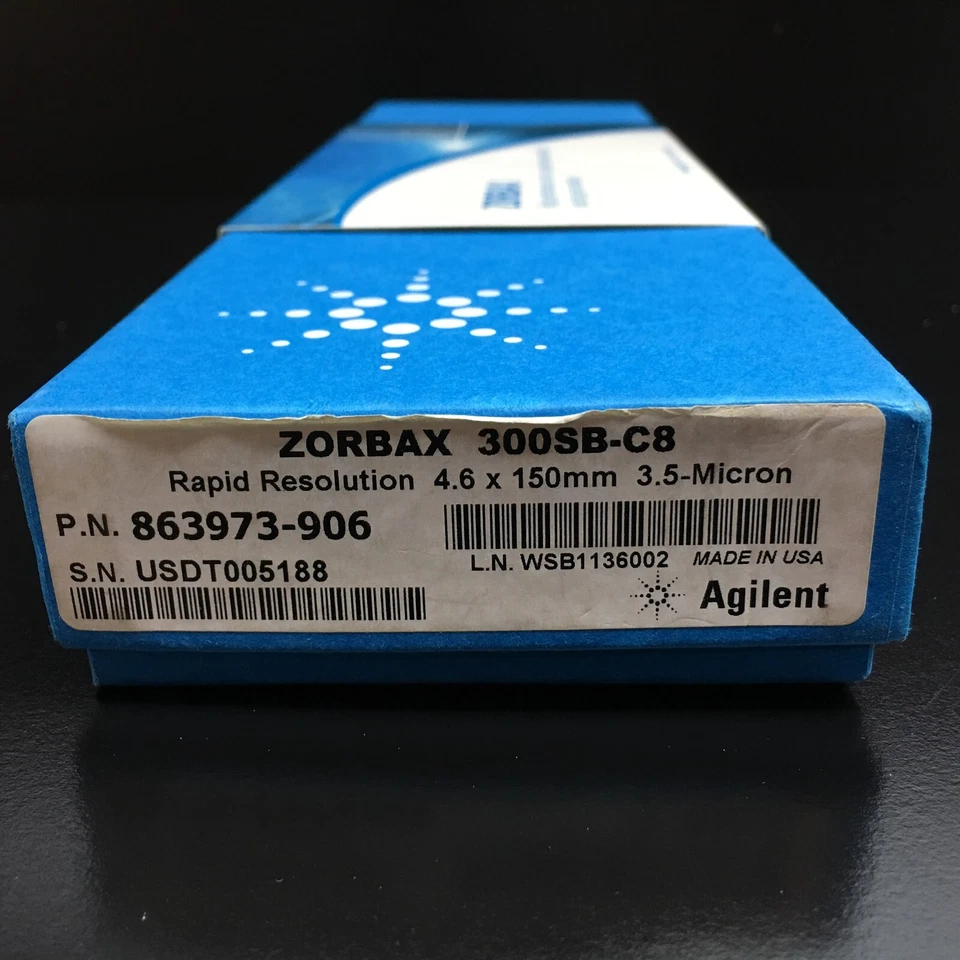 ZORBAX
ZORBAX 300SB-C8
Rapid Resolution 4.6 x 150mm 3.5-Micron
P.N. 863973-906
L.N. WSB1136002 MADE IN USA
S.N. USDT005188
Agilent